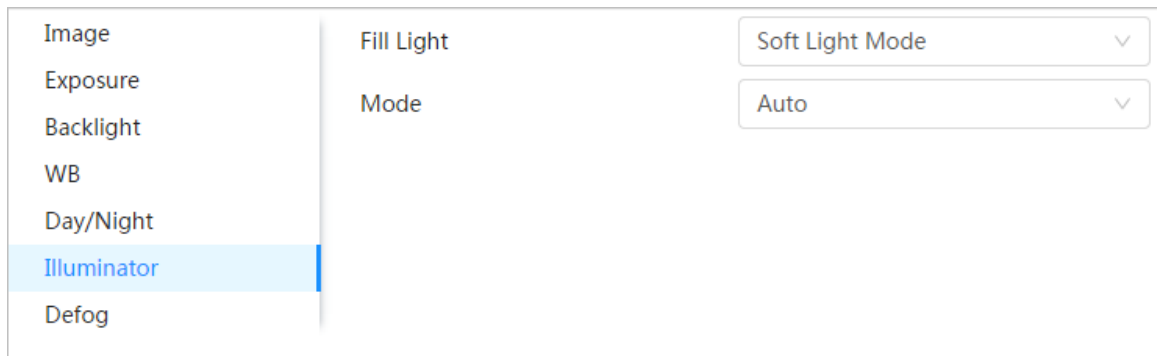 Image
Exposure
Backlight
WB
Day/Night
Illuminator
Defog
Fill Light
Soft Light Mode
Mode
Auto